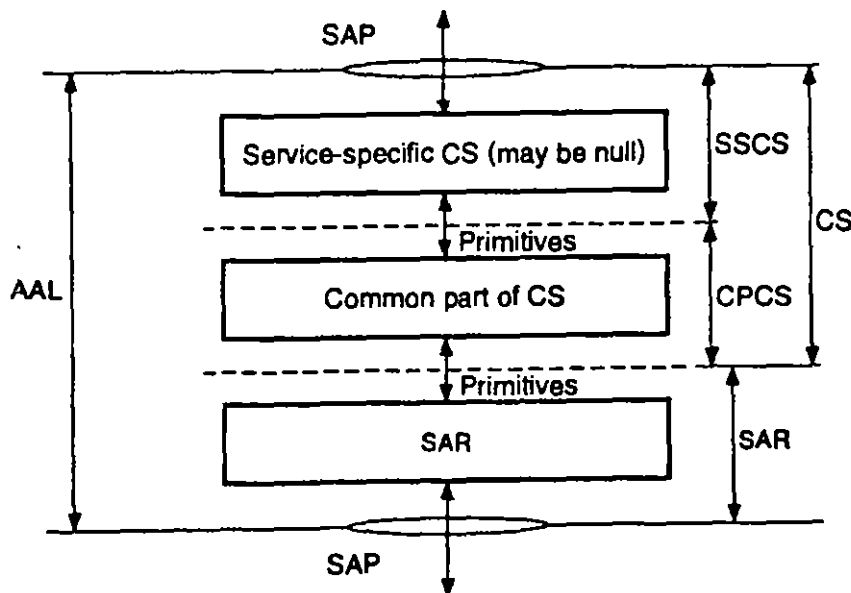 SAP
Service-specific CS (may be null)
SSCS
CS
Primitives
AAL
Common part of CS
CPCS
Primitives
SAR
SAR
SAP